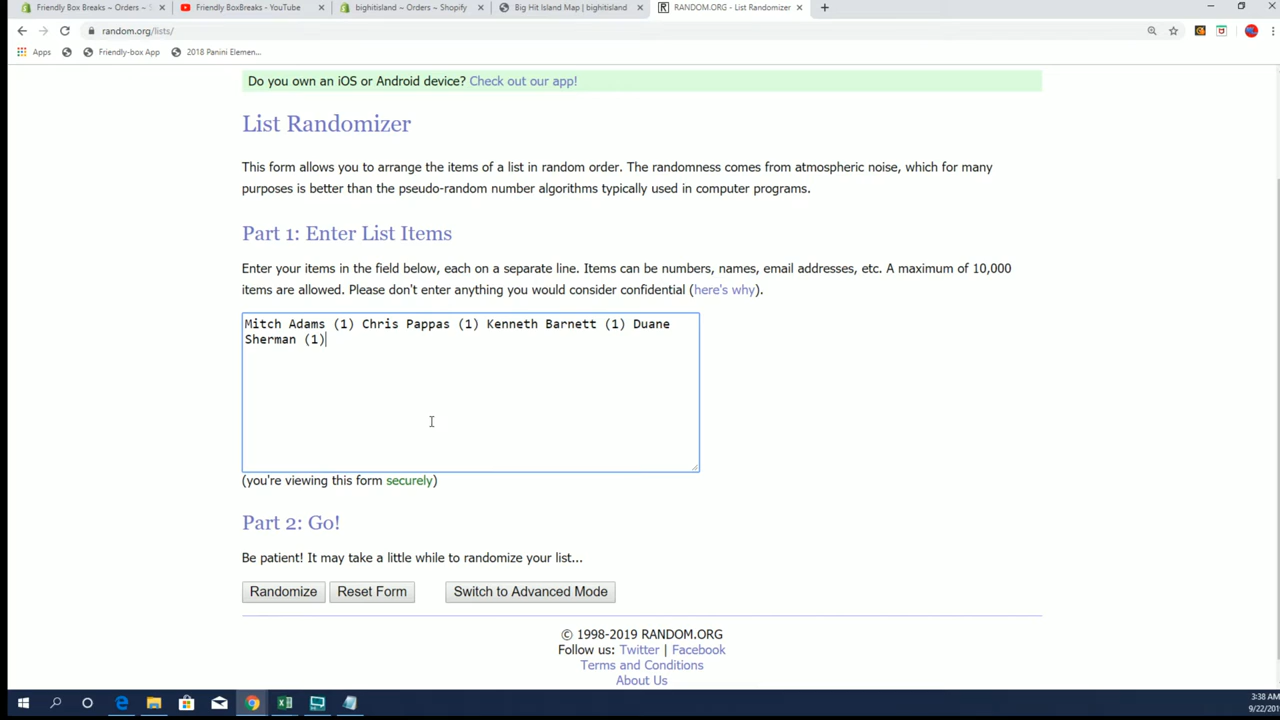 Friendly Box Breaks ~ Orders ~ S
Friendly BoxBreaks - YouTube
bighitisland ~ Orders ~ Shopify
Big Hit Island Map | bighitisland
RANDOM.ORG - List Randomizer
random.org/lists/
Apps
Friendly-box App
2018 Panini Elemen...
Do you own an iOS or Android device? Check out our app!
List Randomizer
This form allows you to arrange the items of a list in random order. The randomness comes from atmospheric noise, which for many
purposes is better than the pseudo-random number algorithms typically used in computer programs.
Part 1: Enter List Items
Enter your items in the field below, each on a separate line. Items can be numbers, names, email addresses, etc. A maximum of 10,000
items are allowed. Please don't enter anything you would consider confidential (here's why).
Mitch Adams (1) Chris Pappas (1) Kenneth Barnett (1) Duane
Sherman (1)
(you're viewing this form securely)
Part 2: Go!
Be patient! It may take a little while to randomize your list...
Randomize
Reset Form
Switch to Advanced Mode
© 1998-2019 RANDOM.ORG
Follow us: Twitter | Facebook
Terms and Conditions
About Us
3:38 AM
9/22/201